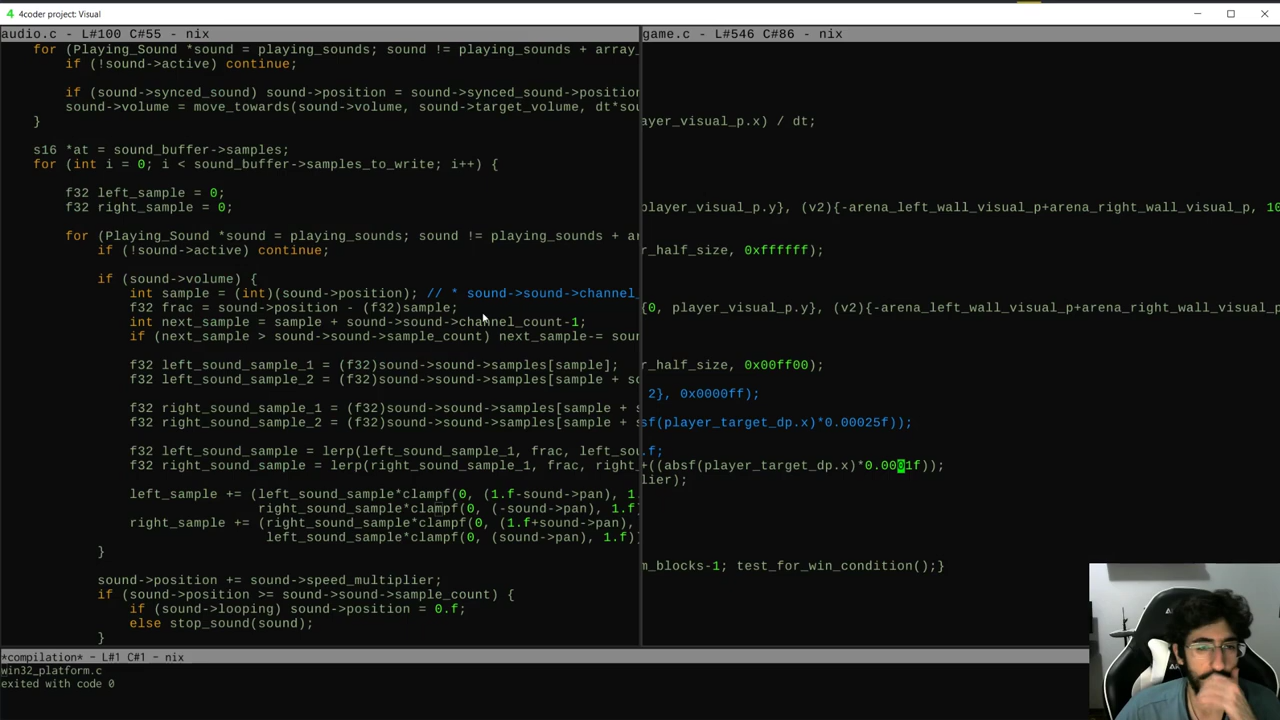 4 4coder project: Visual
audio.c - L#100 C#55 - nix
for (Playing_Sound *sound = playing_sounds; sound != playing_sounds + array_
if (!sound->active) continue;
if (sound->synced_sound) sound->position = sound->synced_sound->position
sound->volume = move_towards(sound->volume, sound->target_volume, dt*sou
}
s16 *at = sound_buffer->samples;
for (int i = 0; i < sound_buffer->samples_to_write; i++) {
f32 left_sample = 0;
f32 right_sample = 0;
for (Playing_Sound *sound = playing_sounds; sound != playing_sounds + ar
if (!sound->active) continue;
if (sound->volume) {
int sample = (int)(sound->position); // * sound->sound->channel_
f32 frac = sound->position - (f32)sample;
int next_sample = sample + sound->sound->channel_count-1;
if (next_sample > sound->sound->sample_count) next_sample-= soun
f32 left_sound_sample_1 = (f32)sound->sound->samples[sample];
f32 left_sound_sample_2 = (f32)sound->sound->samples[sample + so
f32 right_sound_sample_1 = (f32)sound->sound->samples[sample + s
f32 right_sound_sample_2 = (f32)sound->sound->samples[sample + s
f32 left_sound_sample = lerp(left_sound_sample_1, frac, left_sou
f32 right_sound_sample = lerp(right_sound_sample_1, frac, right_
left_sample += (left_sound_sample*clampf(0, (1.f-sound->pan), 1.
right_sound_sample*clampf(0, (-sound->pan), 1.f)
right_sample += (right_sound_sample*clampf(0, (1.f+sound->pan),
left_sound_sample*clampf(0, (sound->pan), 1.f)
}
sound->position += sound->speed_multiplier;
if (sound->position >= sound->sound->sample_count) {
if (sound->looping) sound->position = 0.f;
else stop_sound(sound);
}
game.c - L#546 C#86 - nix
ayer_visual_p.x) / dt;
player_visual_p.y}, (v2){-arena_left_wall_visual_p+arena_right_wall_visual_p, 10
r_half_size, 0xffffff);
{0, player_visual_p.y}, (v2){-arena_left_wall_visual_p+arena_right_wall_visual_p
r_half_size, 0x00ff00);
2}, 0x0000ff);
sf(player_target_dp.x)*0.00025f));
.f;
+((absf(player_target_dp.x)*0.0001f));
lier);
m_blocks-1; test_for_win_condition();}
*compilation* - L#1 C#1 - nix
win32_platform.c
exited with code 0